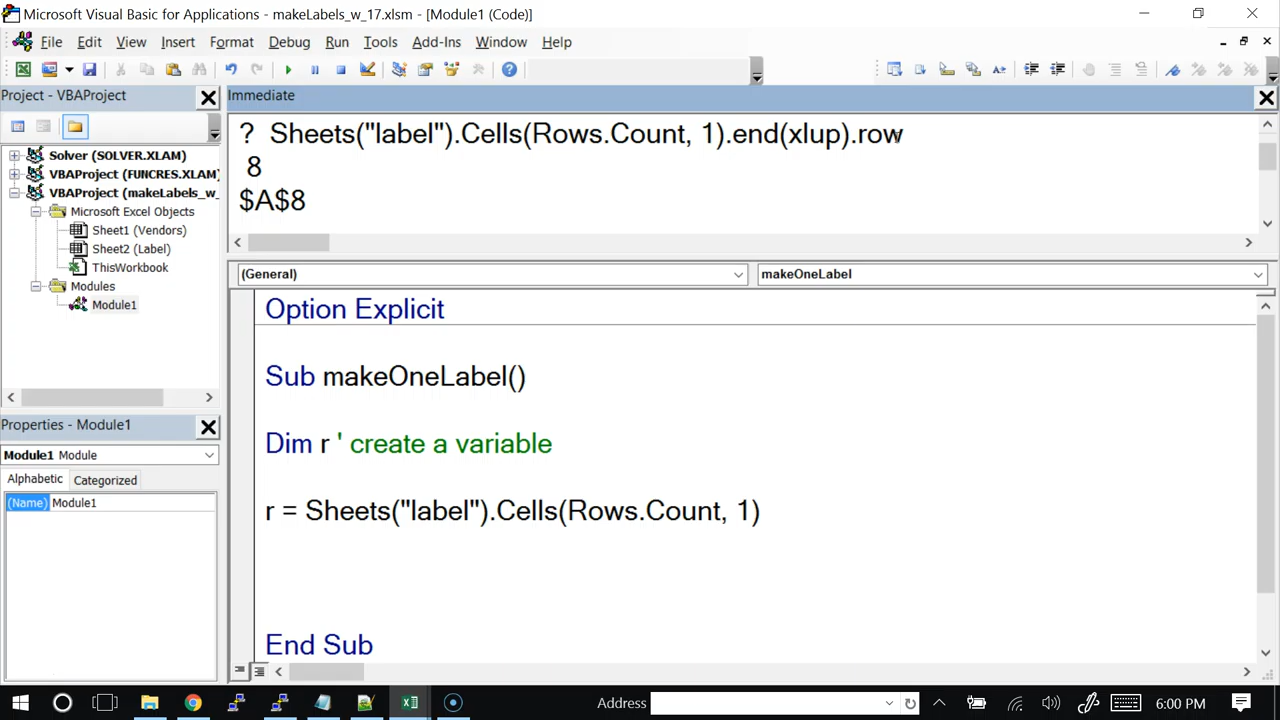 Microsoft Visual Basic for Applications - makeLabels_w_17.xlsm - [Module1 (Code)]
File Edit View Insert Format Debug Run Tools Add-Ins Window Help
Project - VBAProject
Solver (SOLVER.XLAM)
VBAProject (FUNCRES.XLAM)
VBAProject (makeLabels_w_
Microsoft Excel Objects
Sheet1 (Vendors)
Sheet2 (Label)
ThisWorkbook
Modules
Module1
Properties - Module1
Module1 Module
Alphabetic Categorized
(Name) Module1
Immediate
? Sheets("label").Cells(Rows.Count, 1).end(xlup).row
8
$A$8
(General) makeOneLabel
Option Explicit
Sub makeOneLabel()
Dim r ' create a variable
r = Sheets("label").Cells(Rows.Count, 1)
End Sub
Address 6:00 PM